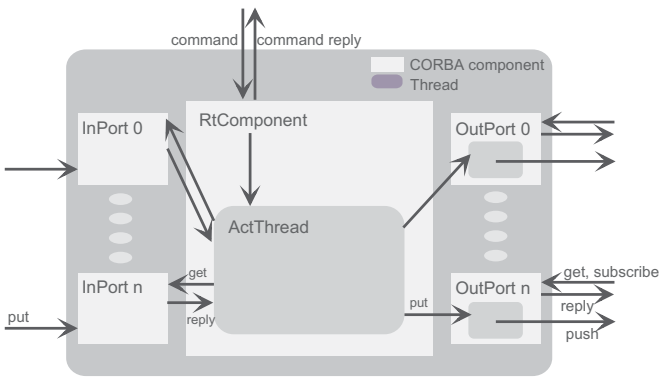 command
command reply
CORBA component
Thread
InPort 0
RtComponent
OutPort 0
ActThread
get
get, subscribe
InPort n
OutPort n
put
reply
put
reply
push